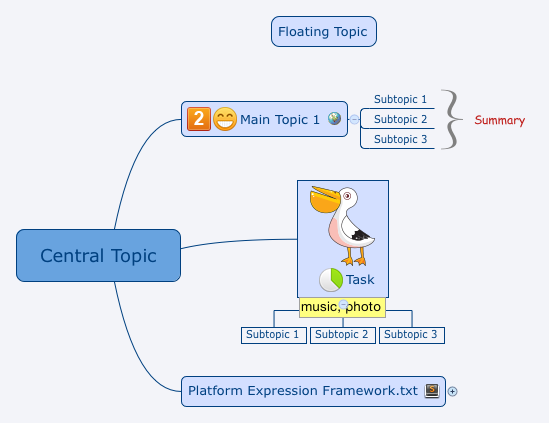 Floating Topic
2 Main Topic 1
Subtopic 1
Subtopic 2
Subtopic 3
Summary
Central Topic
Task
music, photo
Subtopic 1 Subtopic 2 Subtopic 3
Platform Expression Framework.txt